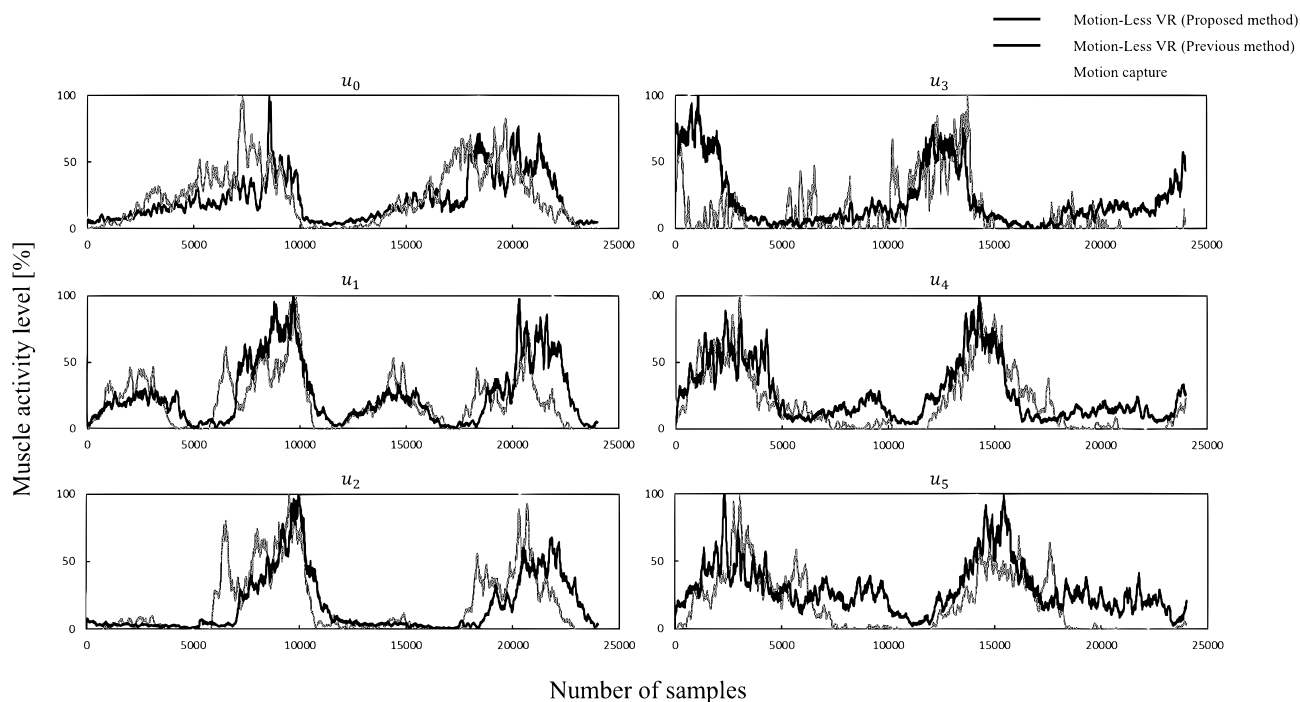 Motion-Less VR (Proposed method)
Motion-Less VR (Previous method)
Motion capture
Muscle activity level [%]
u₀
100
50
0
0 5000 10000 15000 20000 25000
u₃
100
50
0
0 5000 10000 15000 20000 25000
u₁
100
50
0
0 5000 10000 15000 20000 25000
u₄
00
50
0
0 5000 10000 15000 20000 25000
u₂
100
50
0
0 5000 10000 15000 20000 25000
u₅
100
50
0
0 5000 10000 15000 20000 25000
Number of samples